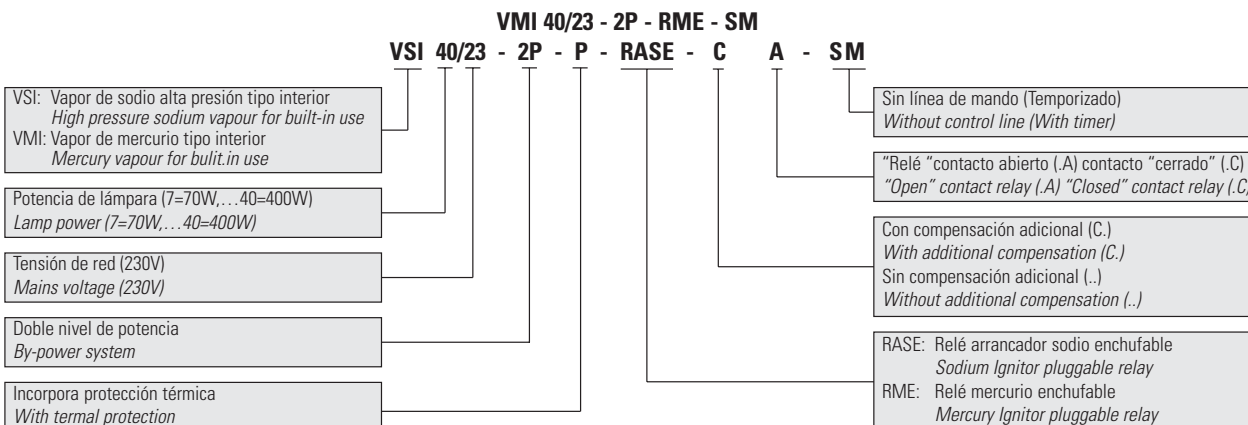 VMI 40/23 - 2P - RME - SM
VSI 40/23 - 2P - P - RASE - C A - SM
VSI: Vapor de sodio alta presión tipo interior
High pressure sodium vapour for built-in use
VMI: Vapor de mercurio tipo interior
Mercury vapour for bulit.in use
Potencia de lámpara (7=70W,...40=400W)
Lamp power (7=70W,...40=400W)
Tensión de red (230V)
Mains voltage (230V)
Doble nivel de potencia
By-power system
Incorpora protección térmica
With termal protection
Sin línea de mando (Temporizado)
Without control line (With timer)
"Relé "contacto abierto (.A) contacto "cerrado" (.C)
"Open" contact relay (.A) "Closed" contact relay (.C)
Con compensación adicional (C.)
With additional compensation (C.)
Sin compensación adicional (..)
Without additional compensation (..)
RASE: Relé arrancador sodio enchufable
Sodium Ignitor pluggable relay
RME: Relé mercurio enchufable
Mercury Ignitor pluggable relay